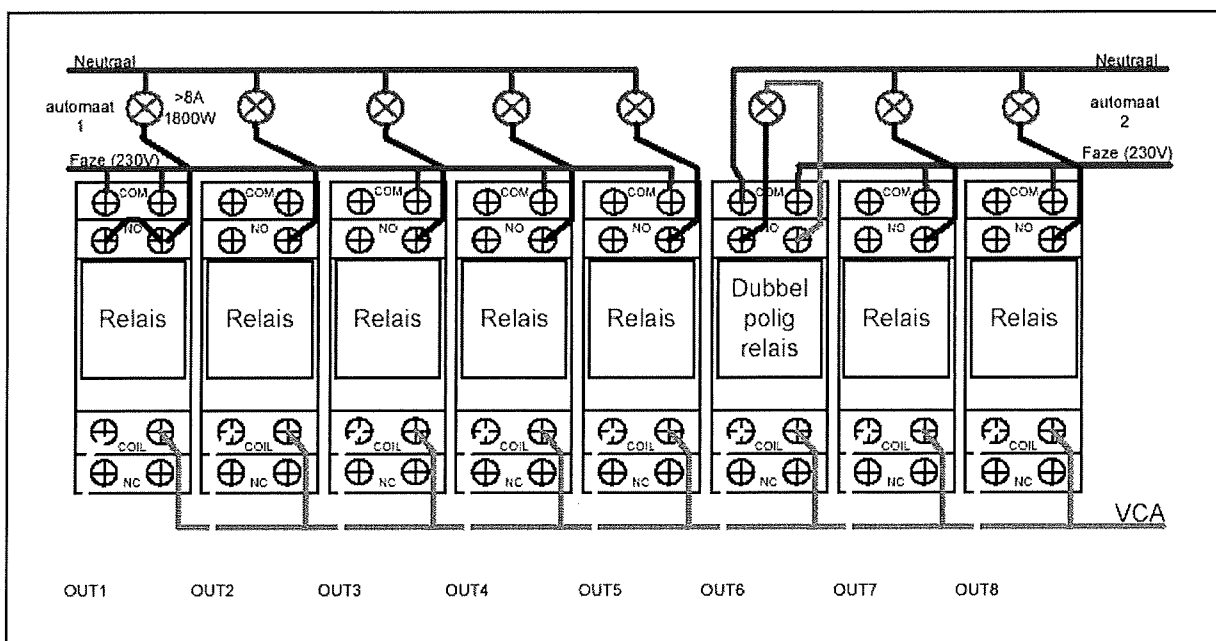 Neutraal
Neutraal
automaat
1
>8A
1800W
automaat
2
Faze (230V)
Faze (230V)
COM COM COM COM COM COM COM COM
NO NO NO NO NO NO NO NO
Relais Relais Relais Relais Relais Dubbel polig relais Relais Relais
COIL COIL COIL COIL COIL COIL COIL COIL
NC NC NC NC NC NC NC NC
VCA
OUT1 OUT2 OUT3 OUT4 OUT5 OUT6 OUT7 OUT8